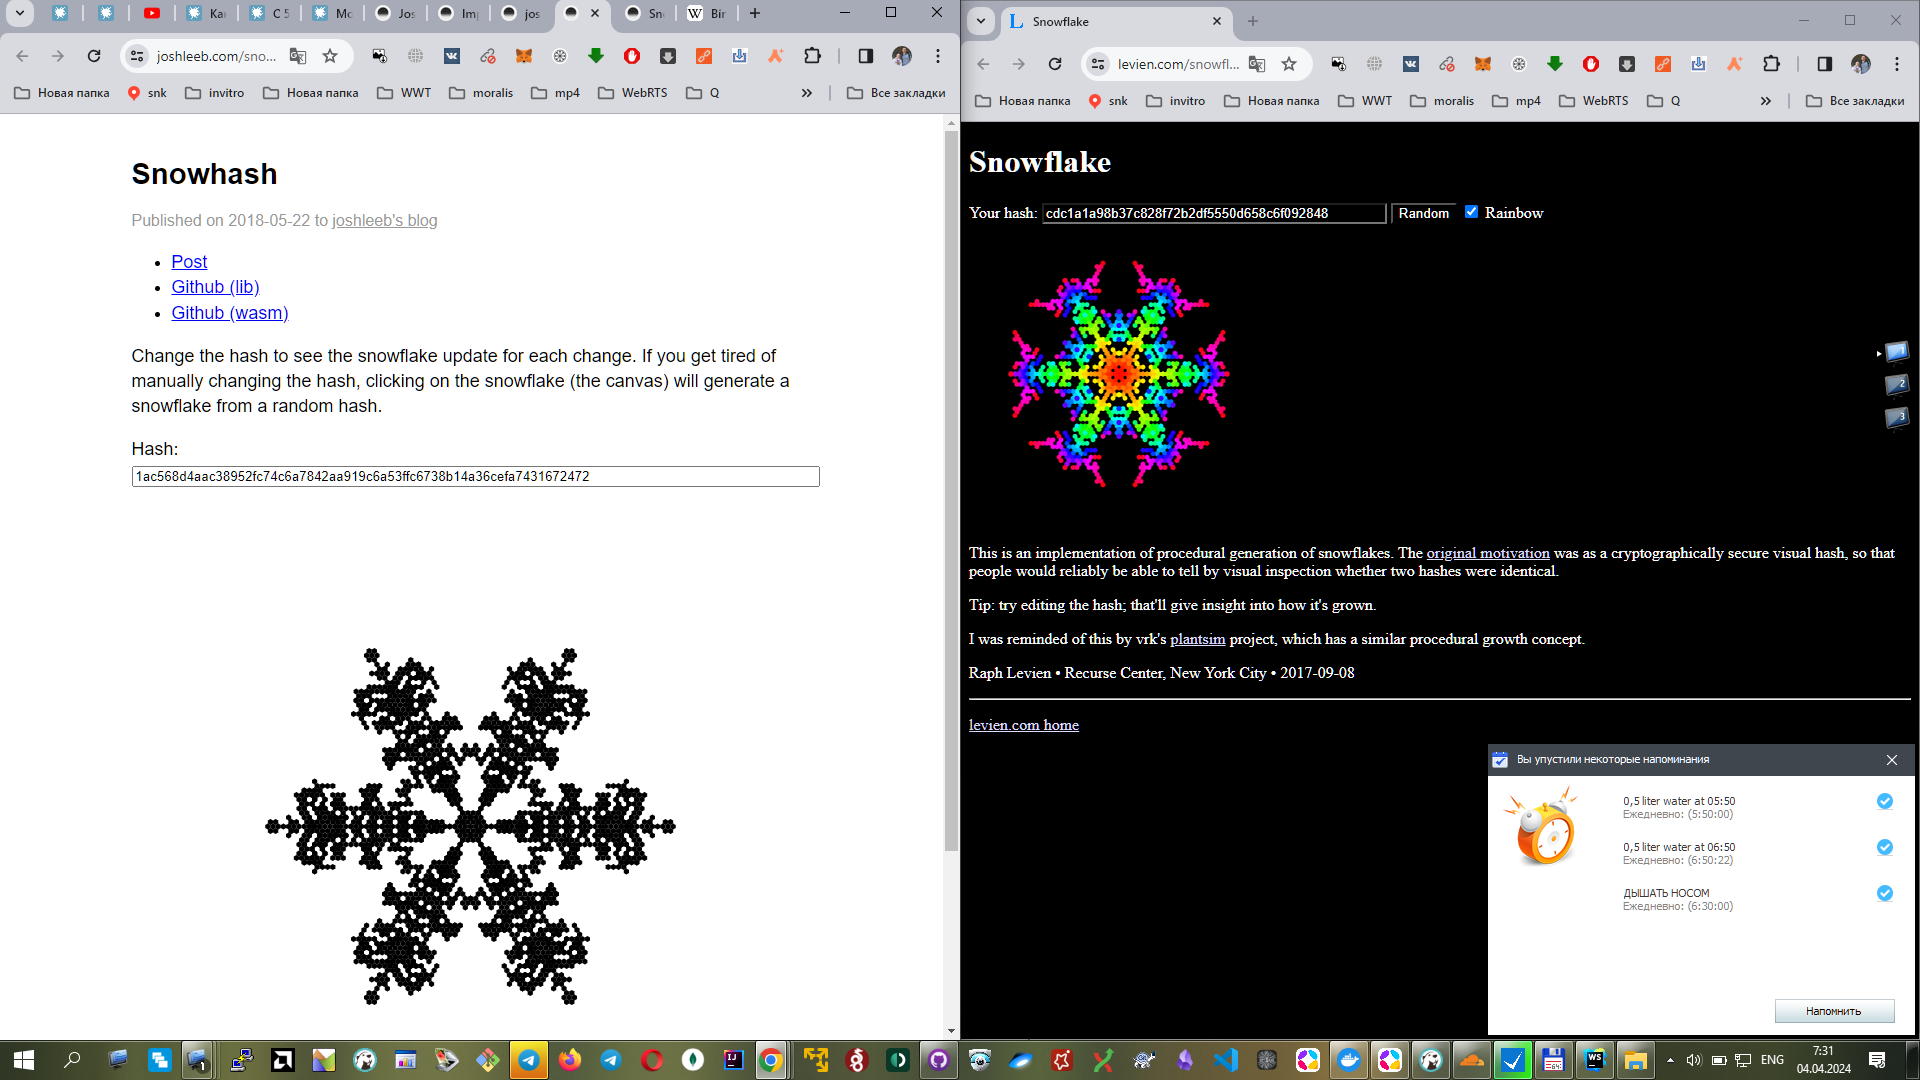 Каι
C 5
Mo
Jos
Imp
jos
Sno
W Bin
joshleeb.com/sno...
Новая папка
snk
invitro
Новая папка
WWT
moralis
mp4
WebRTS
Q
Все закладки
Snowhash
Published on 2018-05-22 to joshleeb's blog
Post
Github (lib)
Github (wasm)
Change the hash to see the snowflake update for each change. If you get tired of
manually changing the hash, clicking on the snowflake (the canvas) will generate a
snowflake from a random hash.
Hash:
1ac568d4aac38952fc74c6a7842aa919c6a53ffc6738b14a36cefa7431672472
Snowflake
levien.com/snowfl...
Новая папка
snk
invitro
Новая папка
WWT
moralis
mp4
WebRTS
Q
Все закладки
Snowflake
Your hash: cdc1a1a98b37c828f72b2df5550d658c6f092848 Random Rainbow
This is an implementation of procedural generation of snowflakes. The original motivation was as a cryptographically secure visual hash, so that
people would reliably be able to tell by visual inspection whether two hashes were identical.
Tip: try editing the hash; that'll give insight into how it's grown.
I was reminded of this by vrk's plantsim project, which has a similar procedural growth concept.
Raph Levien • Recurse Center, New York City • 2017-09-08
levien.com home
1
2
3
Вы упустили некоторые напоминания
0,5 liter water at 05:50
Ежедневно: (5:50:00)
0,5 liter water at 06:50
Ежедневно: (6:50:22)
ДЫШАТЬ НОСОМ
Ежедневно: (6:30:00)
Напомнить
ENG
7:31
04.04.2024